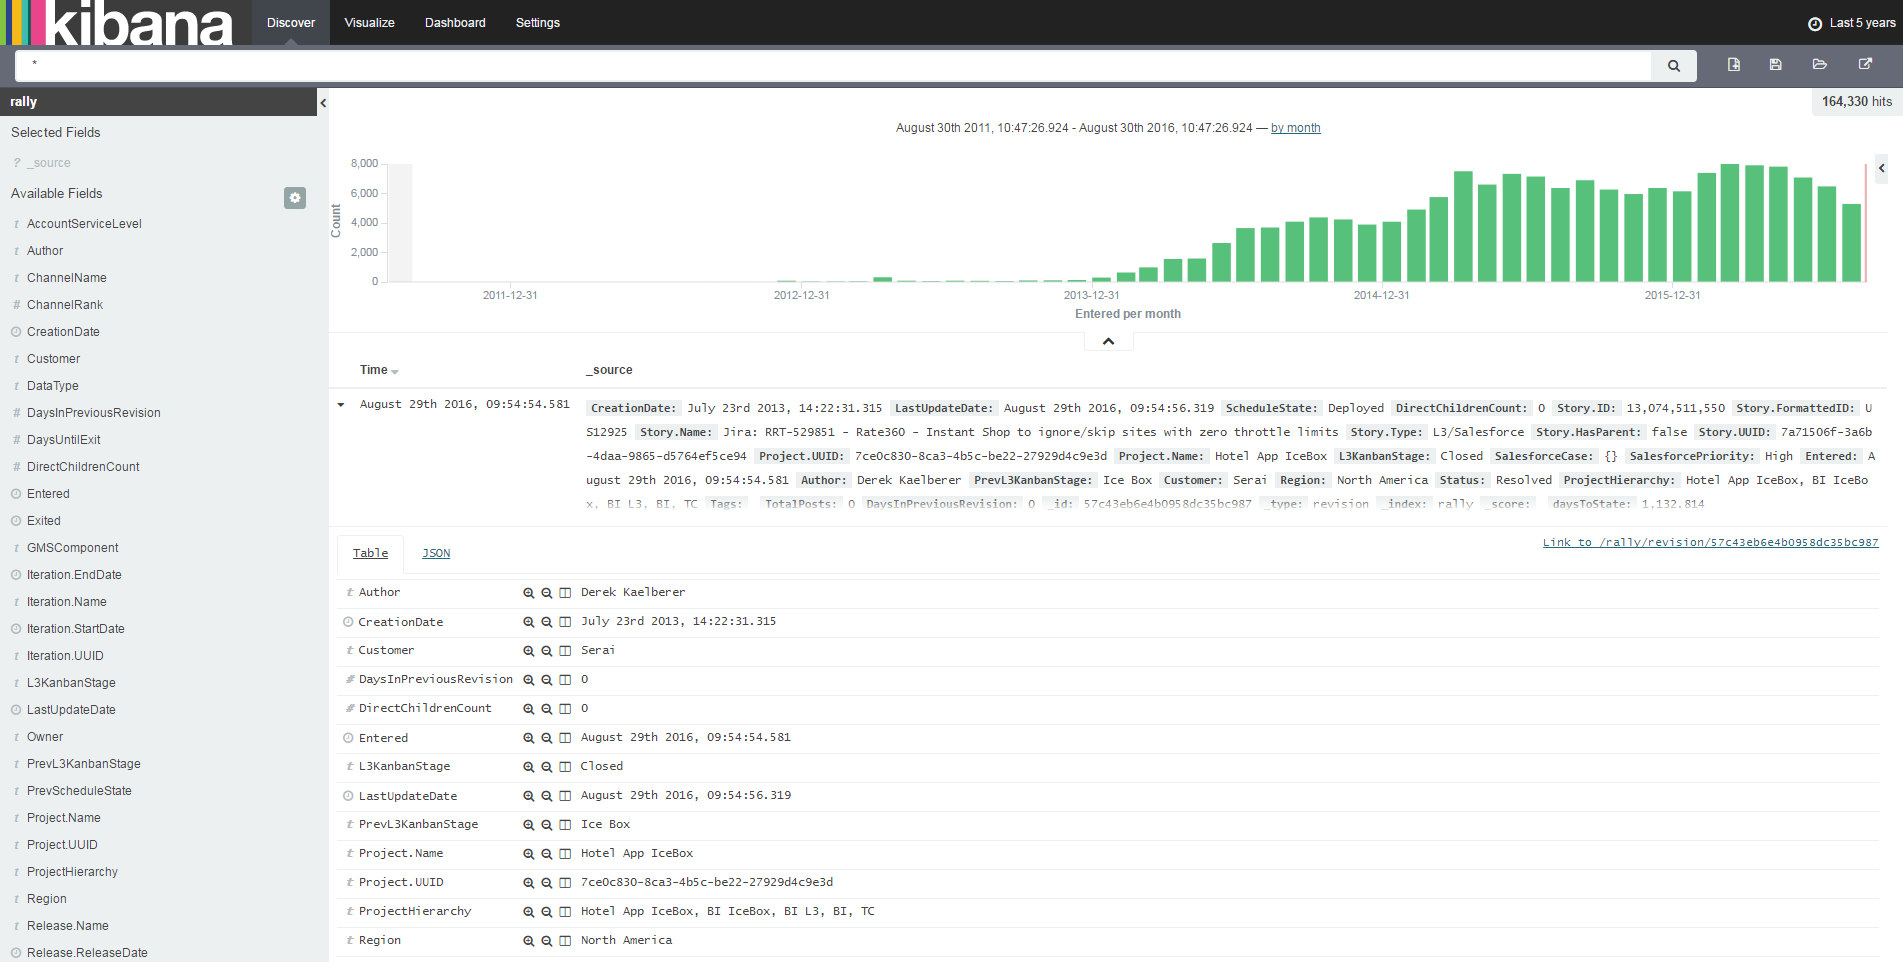 kibana Discover Visualize Dashboard Settings Last 5 years
*
rally
164,330 hits
Selected Fields
? _source
Available Fields
t AccountServiceLevel
t Author
t ChannelName
# ChannelRank
CreationDate
t Customer
t DataType
# DaysInPreviousRevision
# DaysUntilExit
# DirectChildrenCount
Entered
Exited
t GMSComponent
Iteration.EndDate
t Iteration.Name
Iteration.StartDate
t Iteration.UUID
t L3KanbanStage
LastUpdateDate
t Owner
t PrevL3KanbanStage
t PrevScheduleState
t Project.Name
t Project.UUID
t ProjectHierarchy
t Region
t Release.Name
Release.ReleaseDate
August 30th 2011, 10:47:26.924 - August 30th 2016, 10:47:26.924 — by month
Count
8,000
6,000
4,000
2,000
0
2011-12-31 2012-12-31 2013-12-31 2014-12-31 2015-12-31
Entered per month
Time _source
August 29th 2016, 09:54:54.581
CreationDate: July 23rd 2013, 14:22:31.315 LastUpdateDate: August 29th 2016, 09:54:56.319 ScheduleState: Deployed DirectChildrenCount: 0 Story.ID: 13,074,511,550 Story.FormattedID: U
S12925 Story.Name: Jira: RRT-529851 - Rate360 - Instant Shop to ignore/skip sites with zero throttle limits Story.Type: L3/Salesforce Story.HasParent: false Story.UUID: 7a71506f-3a6b
-4daa-9865-d5764ef5ce94 Project.UUID: 7ce0c830-8ca3-4b5c-be22-27929d4c9e3d Project.Name: Hotel App IceBox L3KanbanStage: Closed SalesforceCase: {} SalesforcePriority: High Entered: A
ugust 29th 2016, 09:54:54.581 Author: Derek Kaelberer PrevL3KanbanStage: Ice Box Customer: Serai Region: North America Status: Resolved ProjectHierarchy: Hotel App IceBox, BI IceBo
x, BI L3, BI, TC Tags: TotalPosts: 0 DaysInPreviousRevision: 0 _id: 57c43eb6e4b0958dc35bc987 _type: revision _index: rally _score: daysToState: 1,132.814
Table JSON
Link to /rally/revision/57c43eb6e4b0958dc35bc987
t Author Derek Kaelberer
CreationDate July 23rd 2013, 14:22:31.315
t Customer Serai
# DaysInPreviousRevision 0
# DirectChildrenCount 0
Entered August 29th 2016, 09:54:54.581
t L3KanbanStage Closed
LastUpdateDate August 29th 2016, 09:54:56.319
t PrevL3KanbanStage Ice Box
t Project.Name Hotel App IceBox
t Project.UUID 7ce0c830-8ca3-4b5c-be22-27929d4c9e3d
t ProjectHierarchy Hotel App IceBox, BI IceBox, BI L3, BI, TC
t Region North America